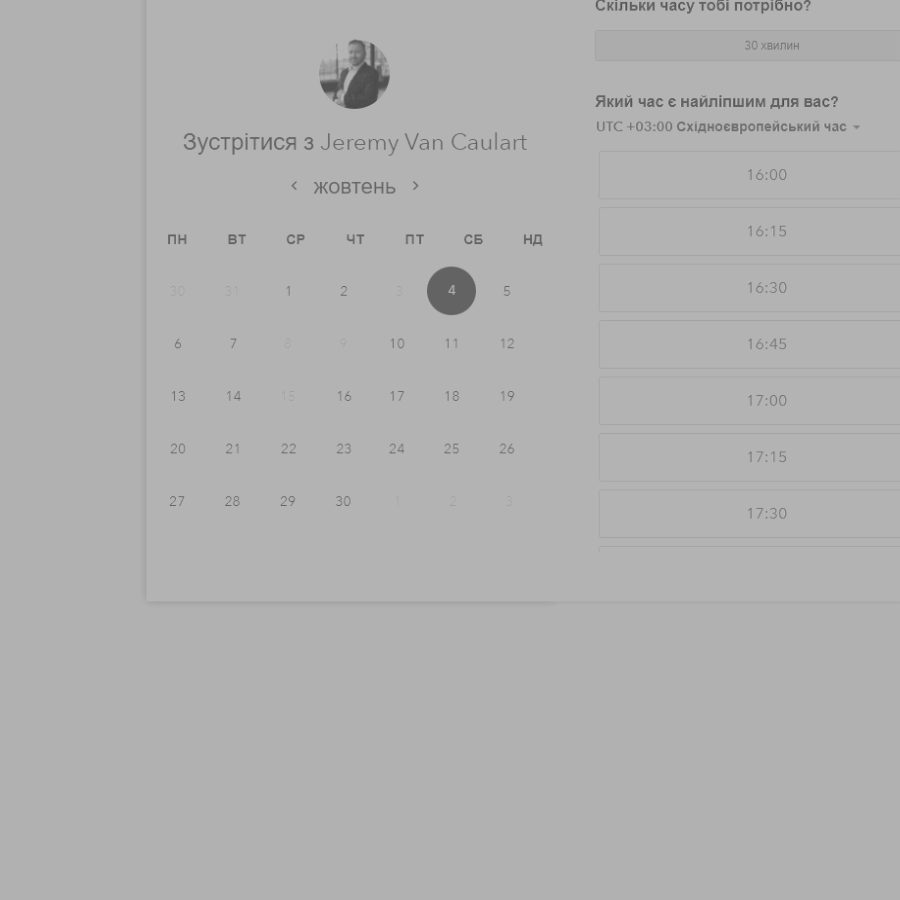 Скільки часу тобі потрібно?
30 хвилин
Який час є найліпшим для вас?
UTC +03:00 Східноєвропейський час
16:00
16:15
16:30
16:45
17:00
17:15
17:30
Зустрітися з Jeremy Van Caulart
жовтень
ПН ВТ СР ЧТ ПТ СБ НД
30 31 1 2 3 4 5
6 7 8 9 10 11 12
13 14 15 16 17 18 19
20 21 22 23 24 25 26
27 28 29 30 1 2 3